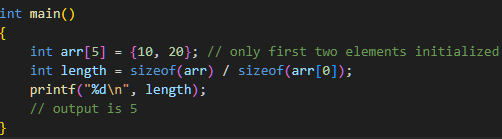 int main()
{
    int arr[5] = {10, 20}; // only first two elements initialized
    int length = sizeof(arr) / sizeof(arr[0]);
    printf("%d\n", length);
    // output is 5
}